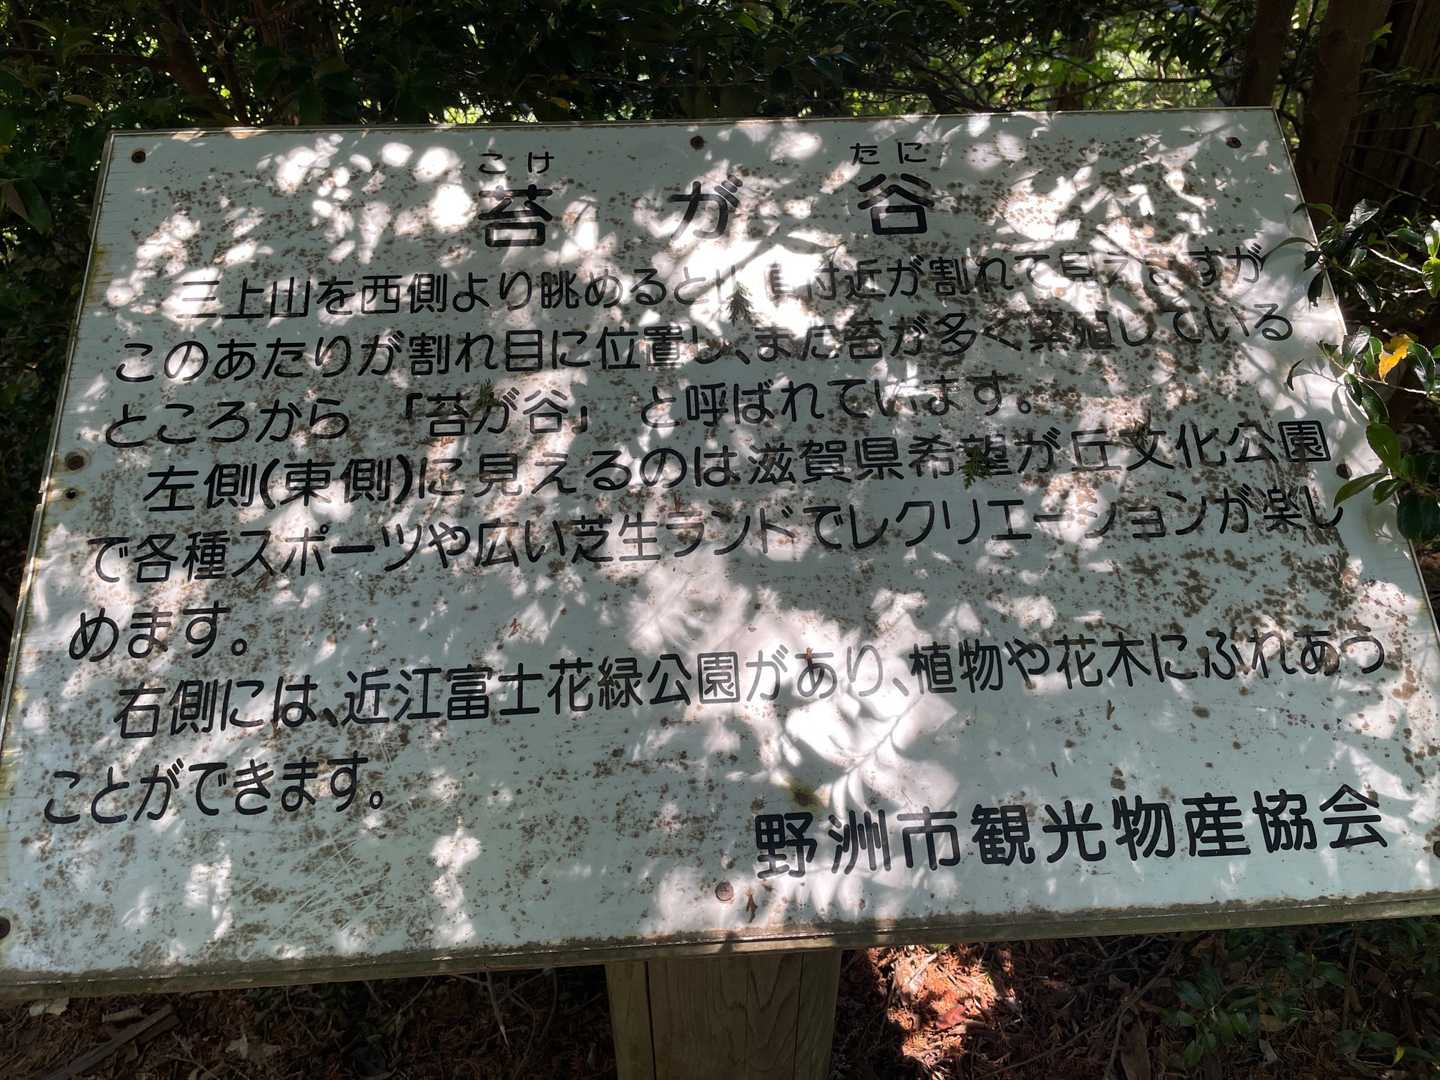 こけ たに
苔が谷
三上山を西側より眺めると山 付近が割れて見えますが
このあたりが割れ目に位置し、また苔が多く繁殖している
ところから「苔が谷」と呼ばれています。
左側(東側)に見えるのは滋賀県希望が丘文化公園
で各種スポーツや広い芝生ランドでレクリエーションが楽し
めます。
右側には、近江富士花緑公園があり、植物や花木にふれあう
ことができます。
野洲市観光物産協会